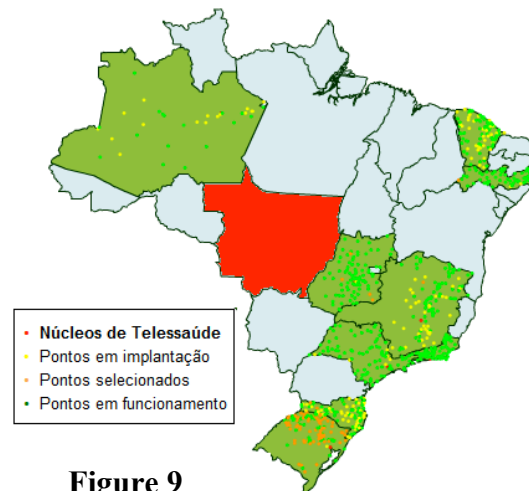 Núcleos de Telessaúde
Pontos em implantação
Pontos selecionados
Pontos em funcionamento
Figure 9